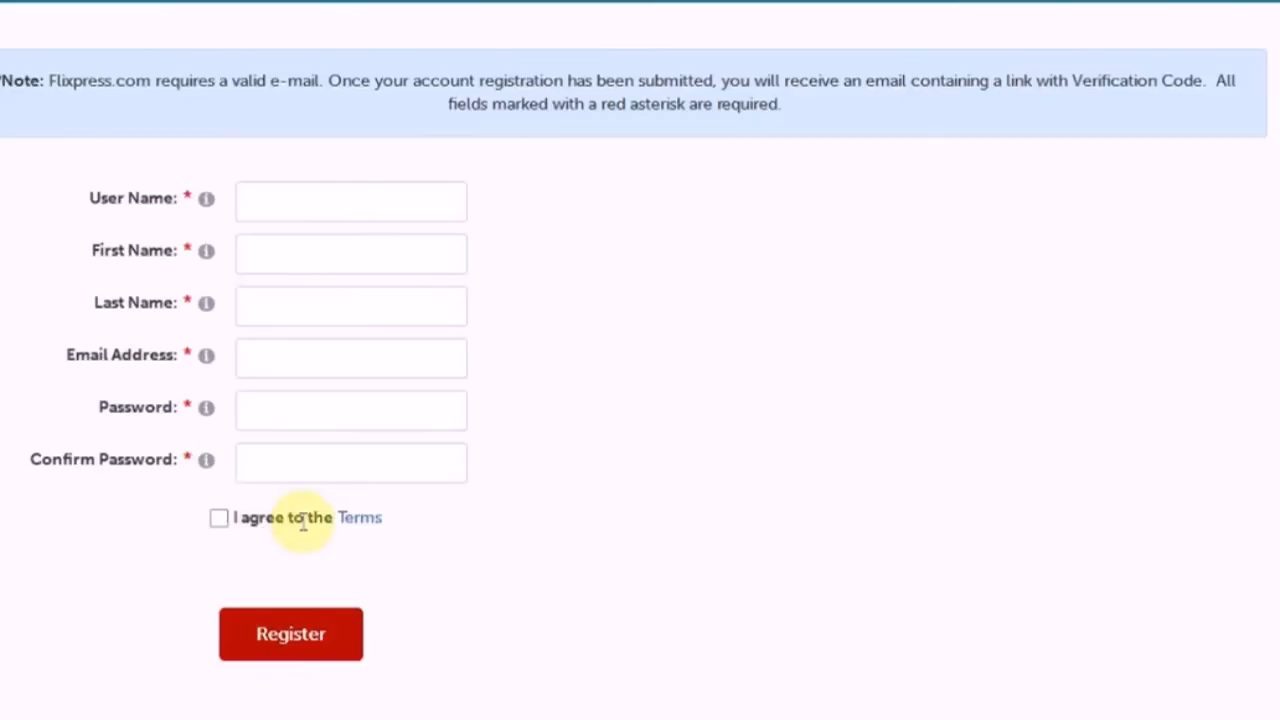 *Note: Flixpress.com requires a valid e-mail. Once your account registration has been submitted, you will receive an email containing a link with Verification Code. All
fields marked with a red asterisk are required.
User Name: *
First Name: *
Last Name: *
Email Address: *
Password: *
Confirm Password: *
I agree to the Terms
Register